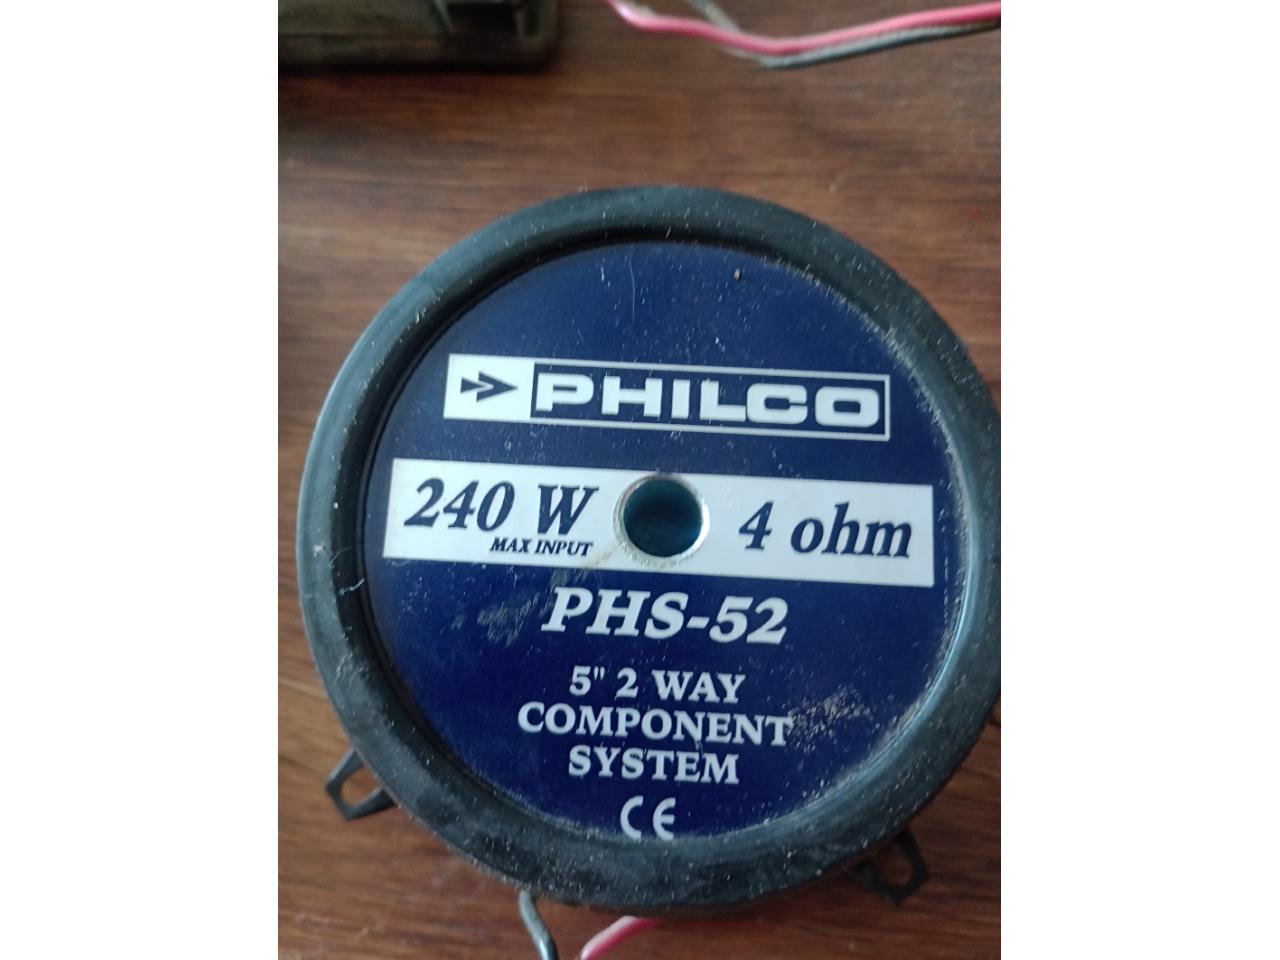 PHILCO
240 W 4 ohm
MAX INPUT
PHS-52
5" 2 WAY
COMPONENT
SYSTEM
CE